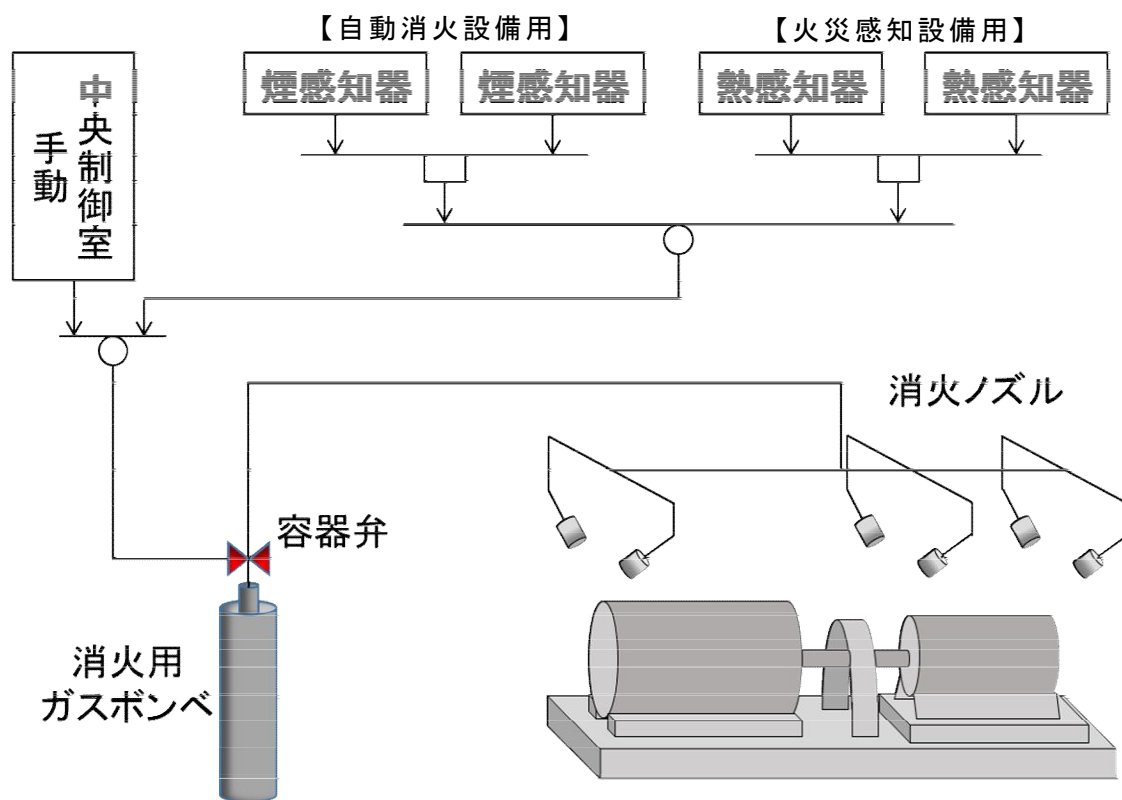 【自動消火設備用】
【火災感知設備用】
煙感知器
煙感知器
熱感知器
熱感知器
中央制御室
手動
消火ノズル
容器弁
消火用
ガスボンベ